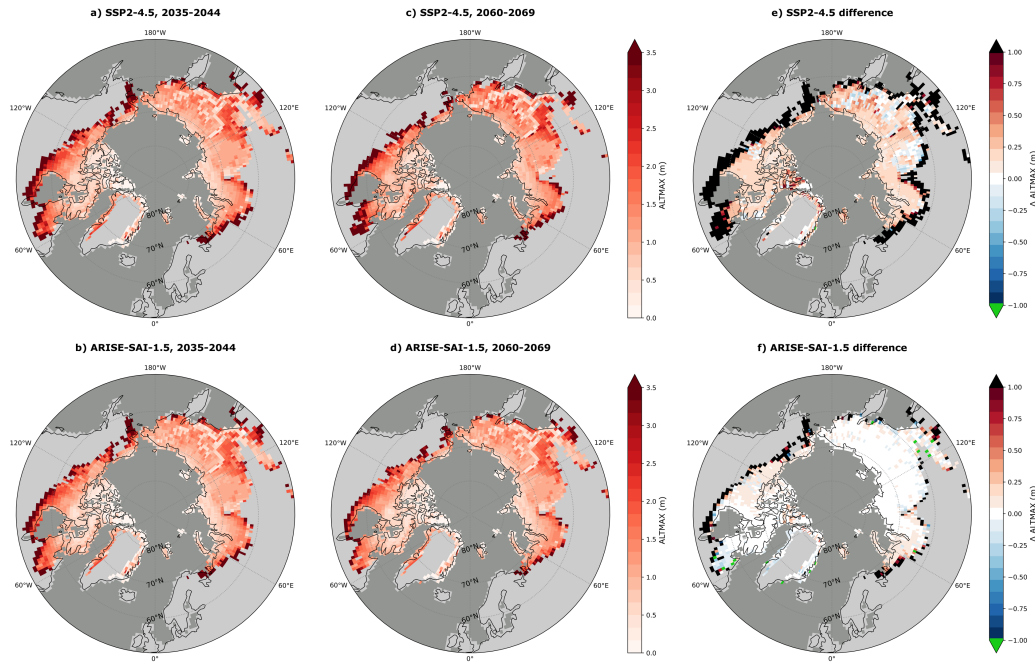 a) SSP2-4.5, 2035-2044
c) SSP2-4.5, 2060-2069
e) SSP2-4.5 difference
180°W
120°W
120°E
60°W
60°E
0°
80°N
70°N
60°N
180°W
120°W
120°E
60°W
60°E
0°
80°N
70°N
60°N
3.5
3.0
2.5
2.0
1.5
1.0
0.5
0.0
ALTMAX (m)
180°W
120°W
120°E
60°W
60°E
0°
80°N
70°N
60°N
1.00
0.75
0.50
0.25
0.00
−0.25
−0.50
−0.75
−1.00
Δ ALTMAX (m)
b) ARISE-SAI-1.5, 2035-2044
d) ARISE-SAI-1.5, 2060-2069
f) ARISE-SAI-1.5 difference
180°W
120°W
120°E
60°W
60°E
0°
80°N
70°N
60°N
180°W
120°W
120°E
60°W
60°E
0°
80°N
70°N
60°N
3.5
3.0
2.5
2.0
1.5
1.0
0.5
0.0
ALTMAX (m)
180°W
120°W
120°E
60°W
60°E
0°
80°N
70°N
60°N
1.00
0.75
0.50
0.25
0.00
−0.25
−0.50
−0.75
−1.00
Δ ALTMAX (m)